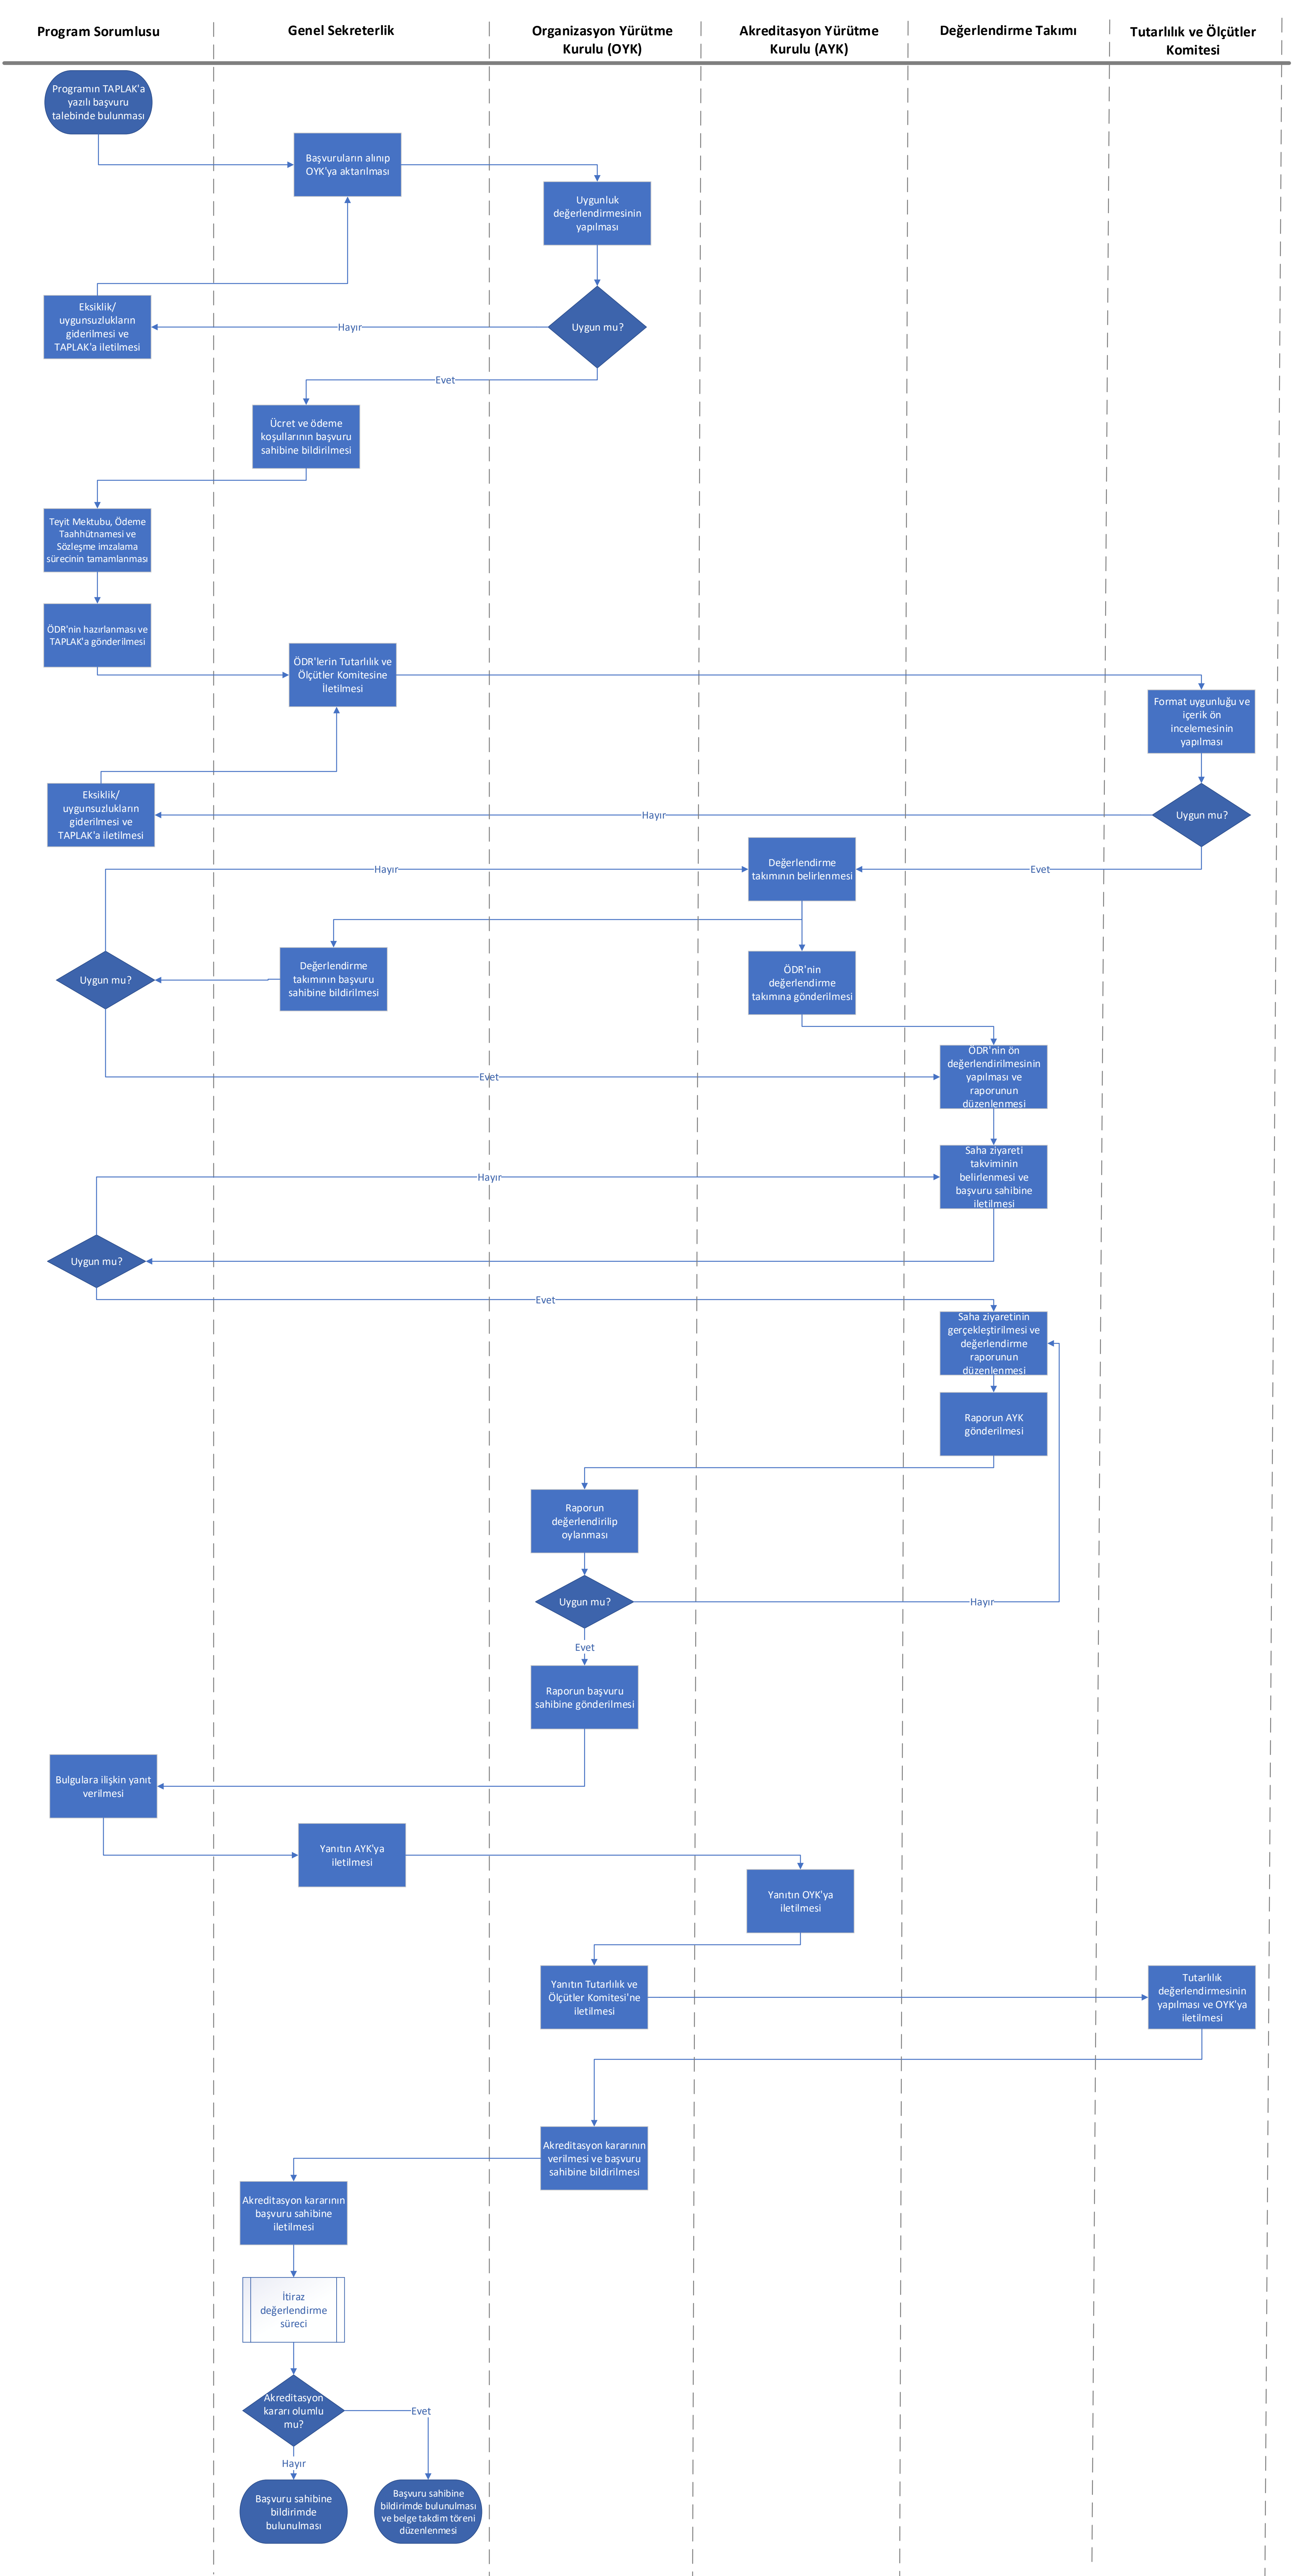 Program Sorumlusu
Genel Sekreterlik
Organizasyon Yürütme
Kurulu (OYK)
Akreditasyon Yürütme
Kurulu (AYK)
Değerlendirme Takımı
Tutarlılık ve Ölçütler
Komitesi
Programın TAPLAK'a
yazılı başvuru
talebinde bulunması
Başvuruların alınıp
OYK'ya aktarılması
Uygunluk
değerlendirmesinin
yapılması
Eksiklik/
uygunsuzlukların
giderilmesi ve
TAPLAK'a iletilmesi
Hayır
Uygun mu?
Evet
Ücret ve ödeme
koşullarının başvuru
sahibine bildirilmesi
Teyit Mektubu, Ödeme
Taahhütnamesi ve
Sözleşme imzalama
sürecinin tamamlanması
ÖDR'nin hazırlanması ve
TAPLAK'a gönderilmesi
ÖDR'lerin Tutarlılık ve
Ölçütler Komitesine
İletilmesi
Format uygunluğu ve
içerik ön
incelemesinin
yapılması
Eksiklik/
uygunsuzlukların
giderilmesi ve
TAPLAK'a iletilmesi
Hayır
Uygun mu?
Hayır
Değerlendirme
takımının belirlenmesi
Evet
Uygun mu?
Değerlendirme
takımının başvuru
sahibine bildirilmesi
ÖDR'nin
değerlendirme
takımına gönderilmesi
Evet
ÖDR'nin ön
değerlendirilmesinin
yapılması ve
raporunun
düzenlenmesi
Hayır
Saha ziyareti
takviminin
belirlenmesi ve
başvuru sahibine
iletilmesi
Uygun mu?
Evet
Saha ziyaretinin
gerçekleştirilmesi ve
değerlendirme
raporunun
düzenlenmesi
Raporun AYK
gönderilmesi
Raporun
değerlendirilip
oylanması
Uygun mu?
Hayır
Evet
Raporun başvuru
sahibine gönderilmesi
Bulgulara ilişkin yanıt
verilmesi
Yanıtın AYK'ya
iletilmesi
Yanıtın OYK'ya
iletilmesi
Yanıtın Tutarlılık ve
Ölçütler Komitesi'ne
iletilmesi
Tutarlılık
değerlendirmesinin
yapılması ve OYK'ya
iletilmesi
Akreditasyon kararının
verilmesi ve başvuru
sahibine bildirilmesi
Akreditasyon kararının
başvuru sahibine
iletilmesi
İtiraz
değerlendirme
süreci
Akreditasyon
kararı olumlu
mu?
Evet
Hayır
Başvuru sahibine
bildirimde
bulunulması
Başvuru sahibine
bildirimde bulunulması
ve belge takdim töreni
düzenlenmesi